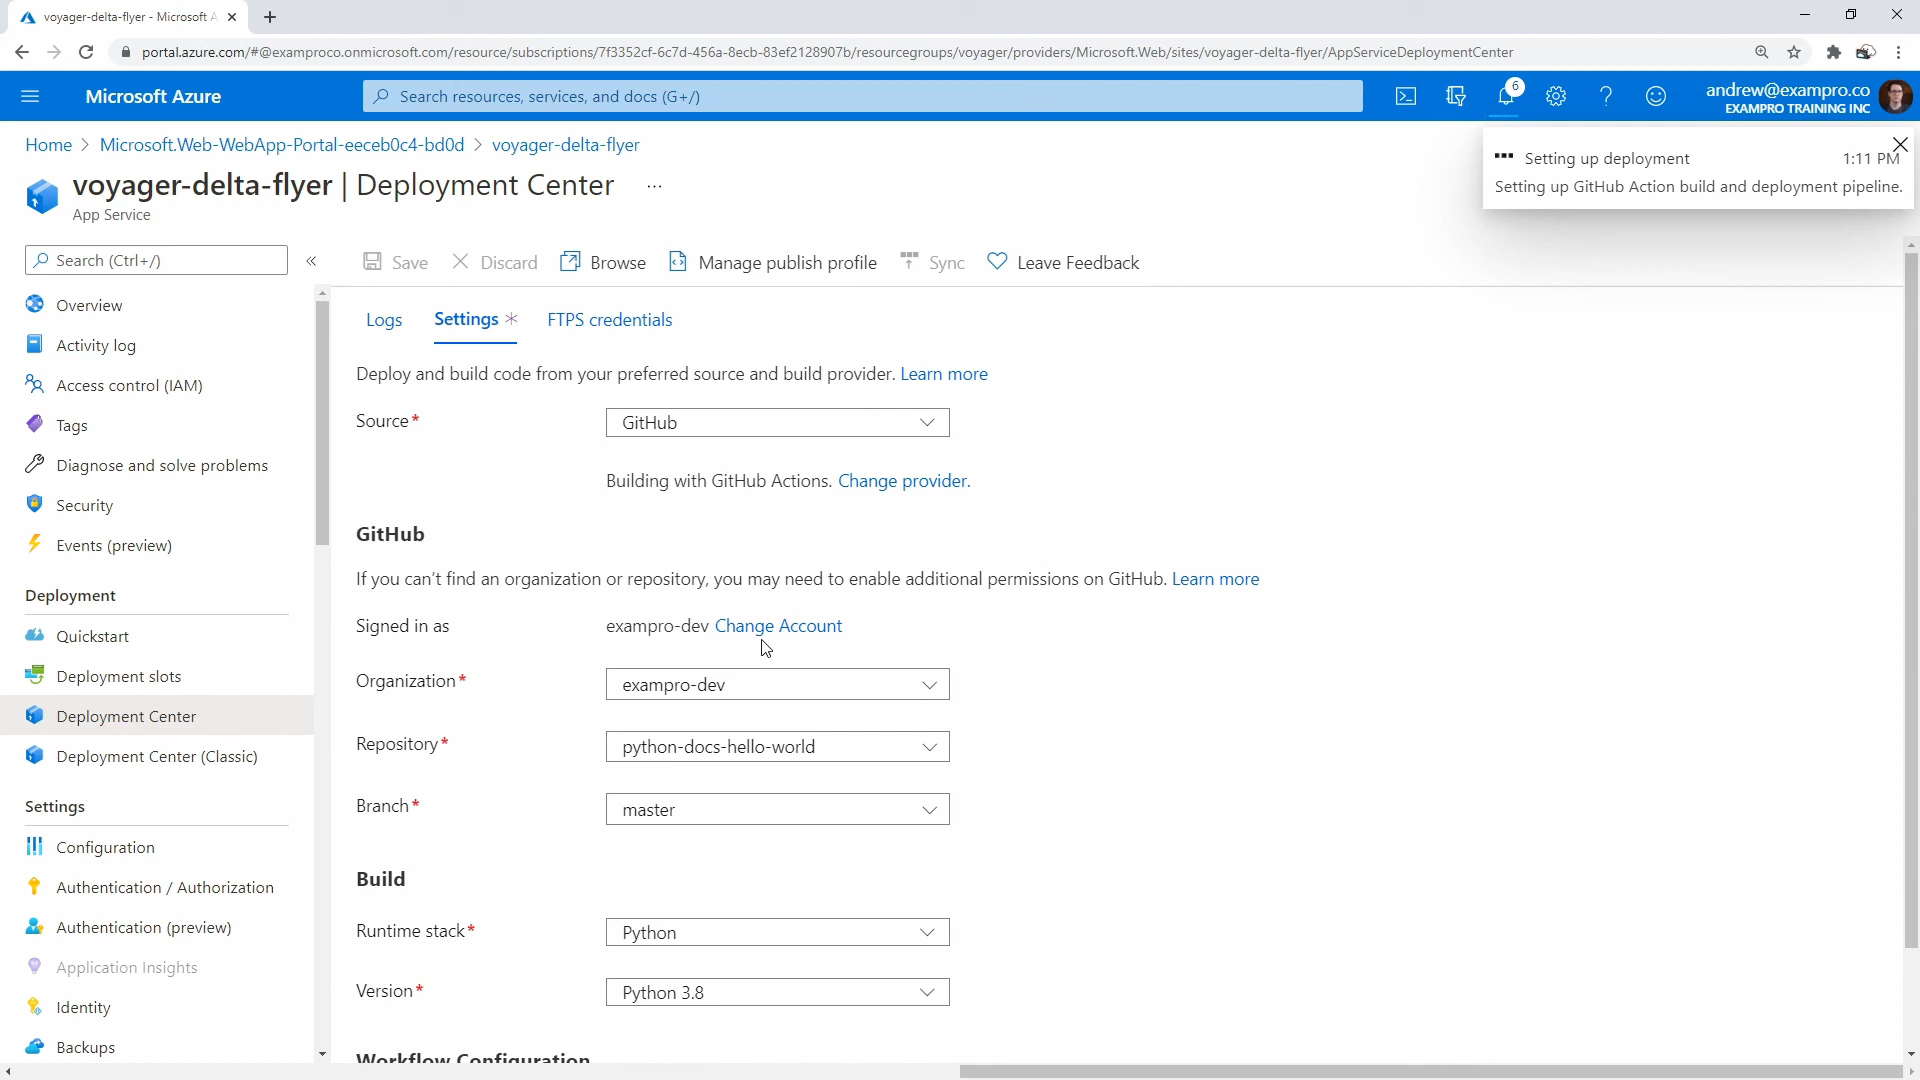 voyager-delta-flyer - Microsoft A
portal.azure.com/#@examproco.onmicrosoft.com/resource/subscriptions/7f3352cf-6c7d-456a-8ecb-83ef2128907b/resourcegroups/voyager/providers/Microsoft.Web/sites/voyager-delta-flyer/AppServiceDeploymentCenter
Microsoft Azure
Search resources, services, and docs (G+/)
6
andrew@exampro.co
EXAMPRO TRAINING INC
Home > Microsoft.Web-WebApp-Portal-eeceb0c4-bd0d > voyager-delta-flyer
voyager-delta-flyer | Deployment Center ...
App Service
Setting up deployment 1:11 PM
Setting up GitHub Action build and deployment pipeline.
Search (Ctrl+/)
Overview
Activity log
Access control (IAM)
Tags
Diagnose and solve problems
Security
Events (preview)
Deployment
Quickstart
Deployment slots
Deployment Center
Deployment Center (Classic)
Settings
Configuration
Authentication / Authorization
Authentication (preview)
Application Insights
Identity
Backups
Save Discard Browse Manage publish profile Sync Leave Feedback
Logs Settings * FTPS credentials
Deploy and build code from your preferred source and build provider. Learn more
Source* GitHub
Building with GitHub Actions. Change provider.
GitHub
If you can't find an organization or repository, you may need to enable additional permissions on GitHub. Learn more
Signed in as exampro-dev Change Account
Organization* exampro-dev
Repository* python-docs-hello-world
Branch* master
Build
Runtime stack* Python
Version* Python 3.8
Workflow Configuration